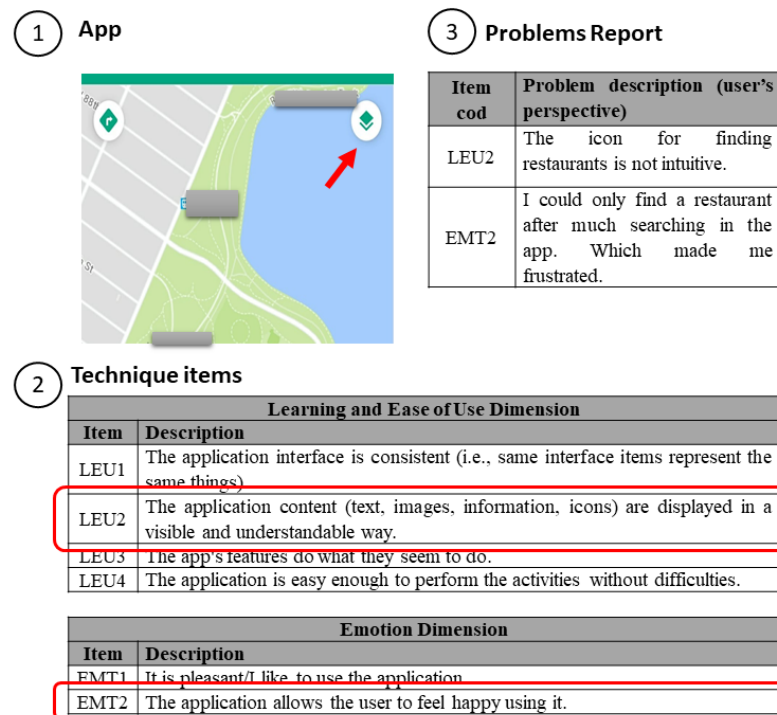 1 App
3 Problems Report
88th
St
Item cod
Problem description (user's
perspective)
LEU2
The icon for finding
restaurants is not intuitive.
EMT2
I could only find a restaurant
after much searching in the
app. Which made me
frustrated.
2 Technique items
Learning and Ease of Use Dimension
Item Description
LEU1 The application interface is consistent (i.e., same interface items represent the
same things)
LEU2 The application content (text, images, information, icons) are displayed in a
visible and understandable way.
LEU3 The app's features do what they seem to do.
LEU4 The application is easy enough to perform the activities without difficulties.
Emotion Dimension
Item Description
EMT1 It is pleasant/I like to use the application
EMT2 The application allows the user to feel happy using it.